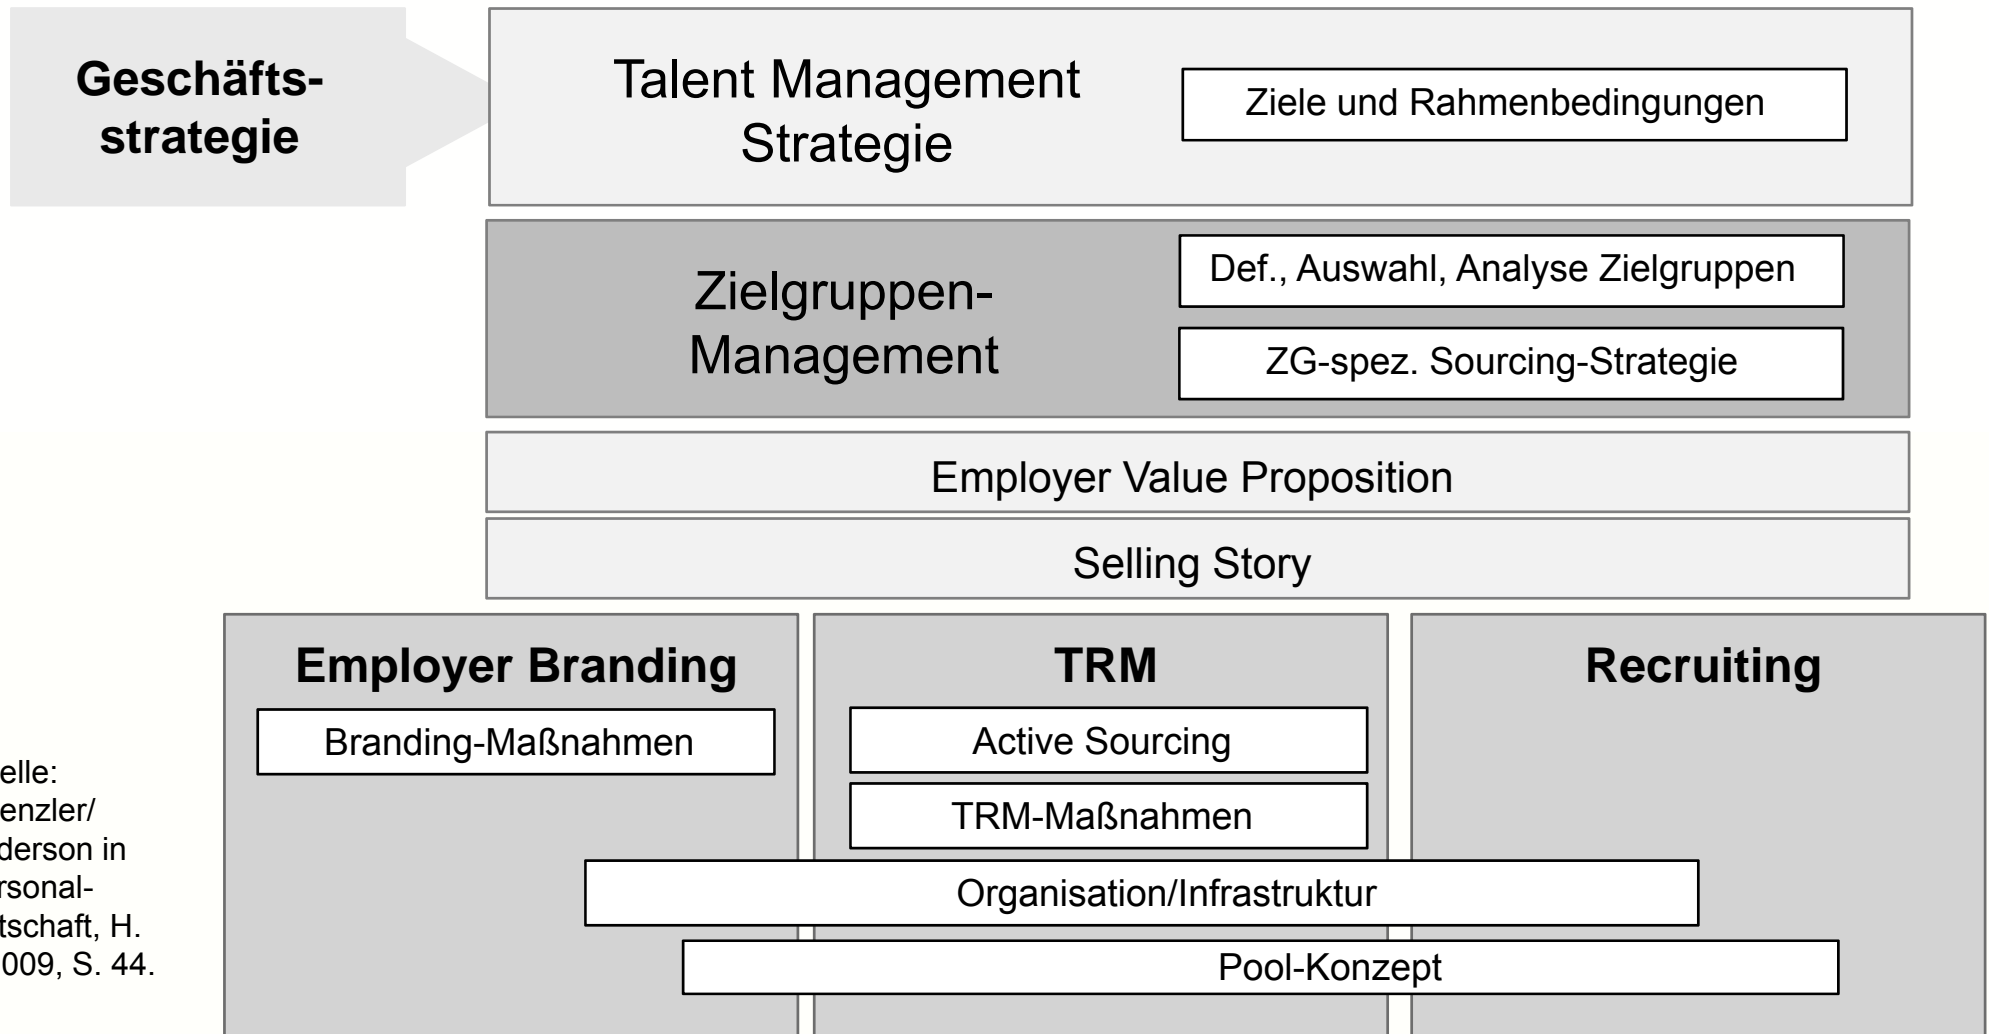 Geschäfts-
strategie
Talent Management
Strategie
Ziele und Rahmenbedingungen
Zielgruppen-
Management
Def., Auswahl, Analyse Zielgruppen
ZG-spez. Sourcing-Strategie
Employer Value Proposition
Selling Story
Employer Branding
Branding-Maßnahmen
TRM
Active Sourcing
TRM-Maßnahmen
Recruiting
Organisation/Infrastruktur
Pool-Konzept
elle:
enzler/
derson in
rsonal-
tschaft, H.
009, S. 44.